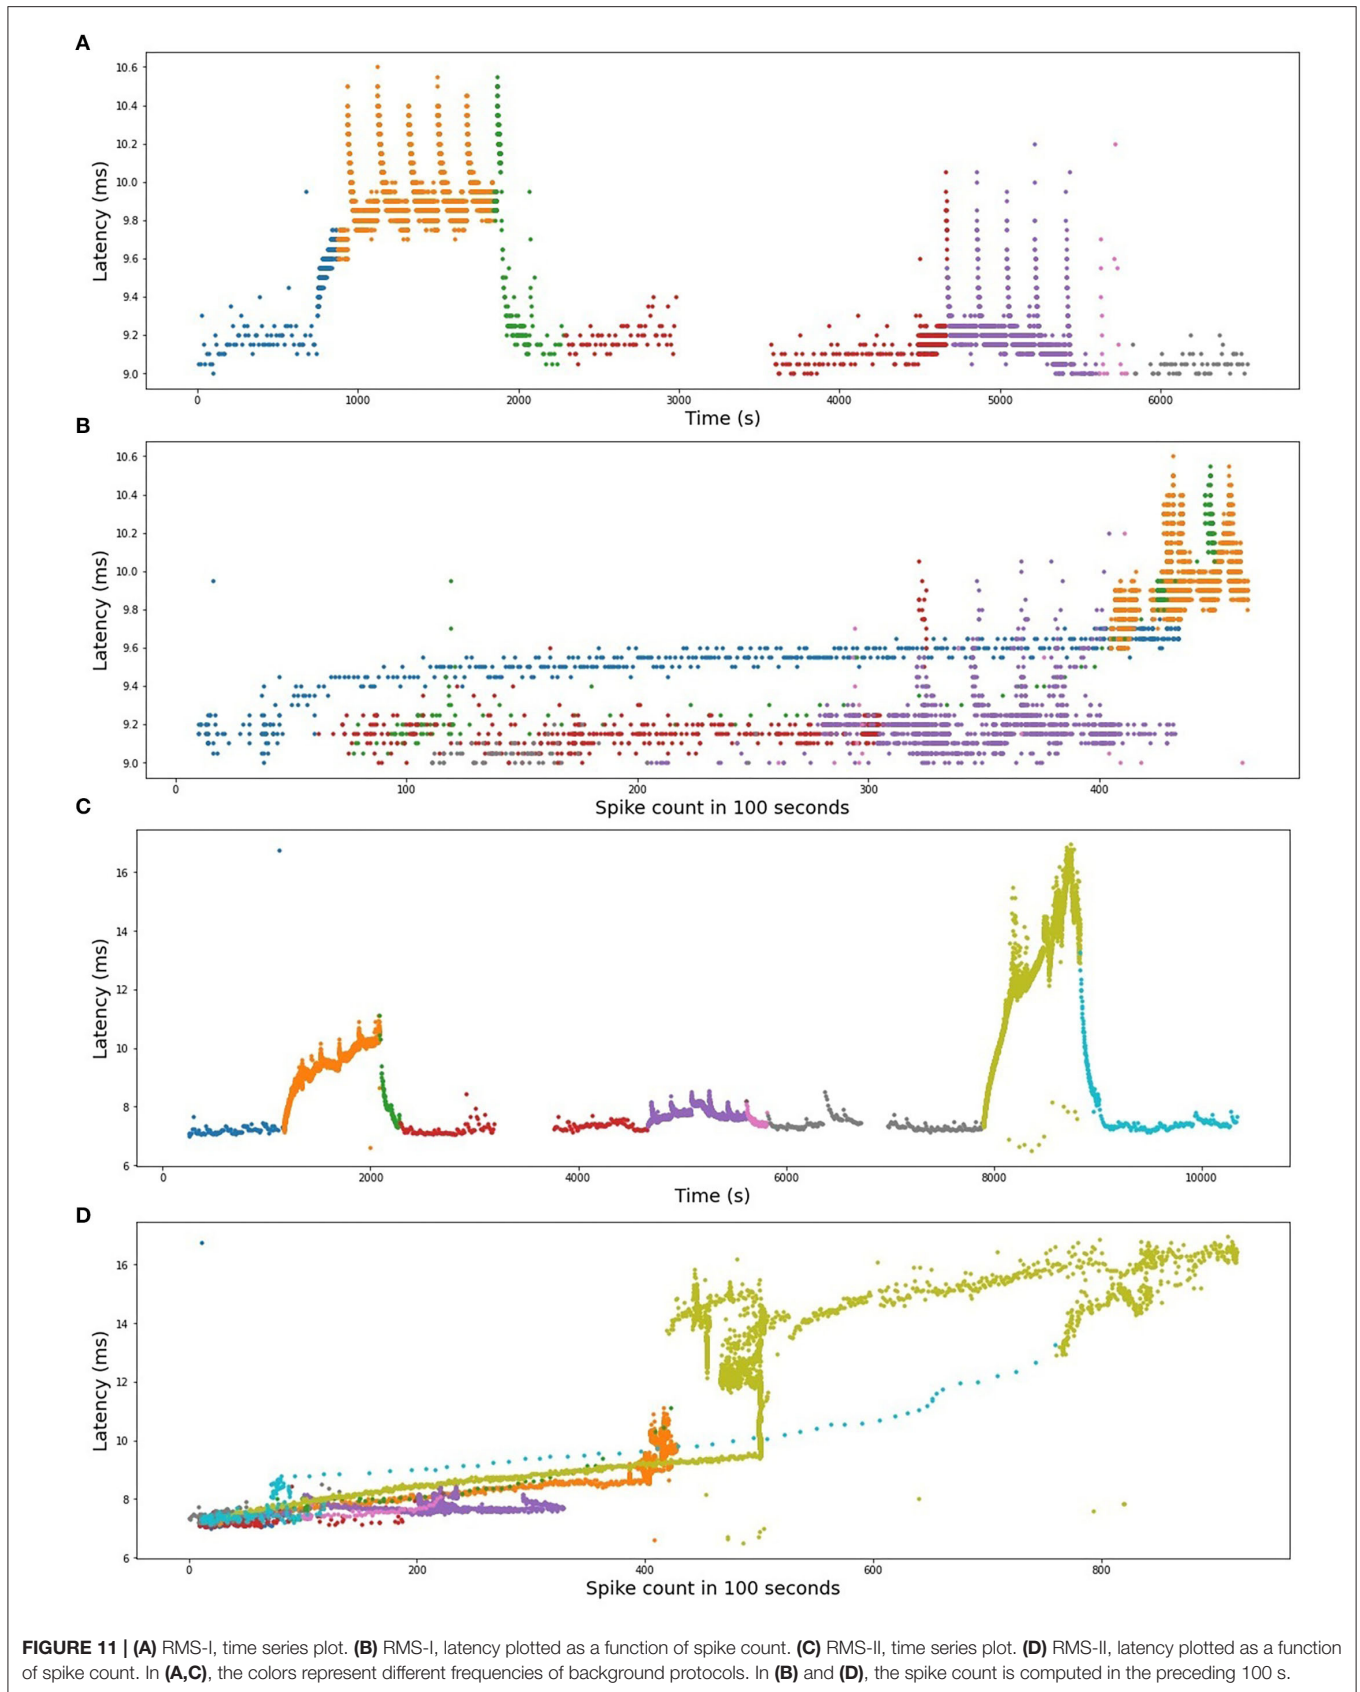 A
10.6
10.4
10.2
10.0
9.8
9.6
9.4
9.2
9.0
Latency (ms)
0 1000 2000 3000 4000 5000 6000
Time (s)
B
10.6
10.4
10.2
10.0
9.8
9.6
9.4
9.2
9.0
Latency (ms)
0 100 200 300 400
Spike count in 100 seconds
C
16
14
12
10
8
6
Latency (ms)
0 2000 4000 6000 8000 10000
Time (s)
D
16
14
12
10
8
6
Latency (ms)
0 200 400 600 800
Spike count in 100 seconds
FIGURE 11 | (A) RMS-I, time series plot. (B) RMS-I, latency plotted as a function of spike count. (C) RMS-II, time series plot. (D) RMS-II, latency plotted as a function
of spike count. In (A,C), the colors represent different frequencies of background protocols. In (B) and (D), the spike count is computed in the preceding 100 s.